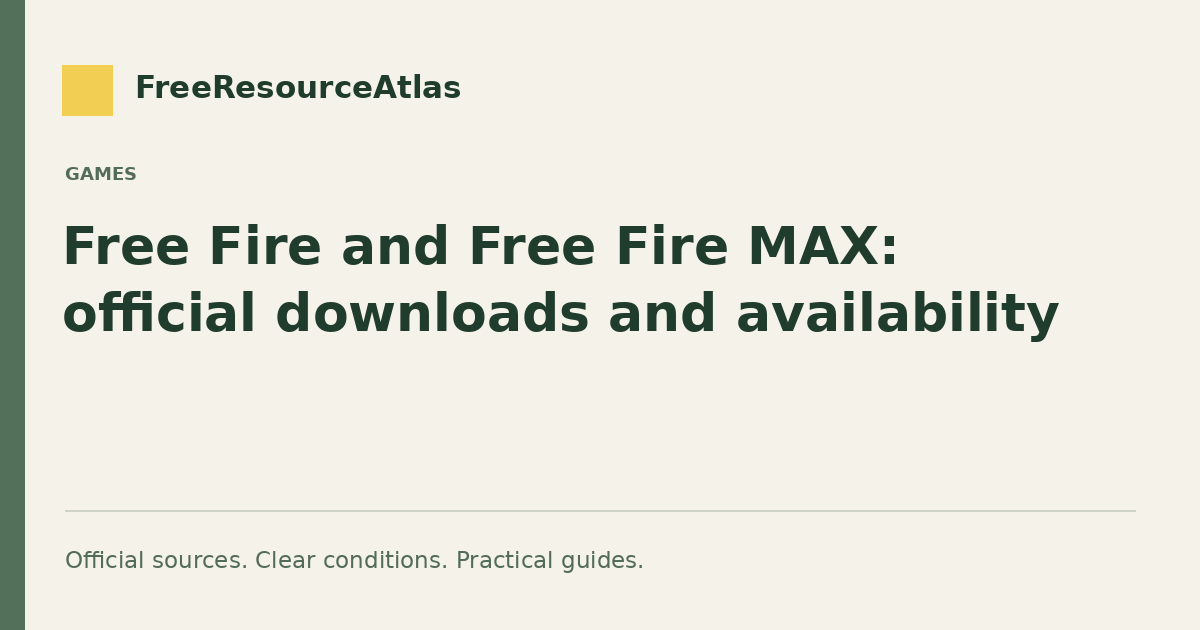 FreeResourceAtlas
GAMES
Free Fire and Free Fire MAX:
official downloads and availability
Official sources. Clear conditions. Practical guides.